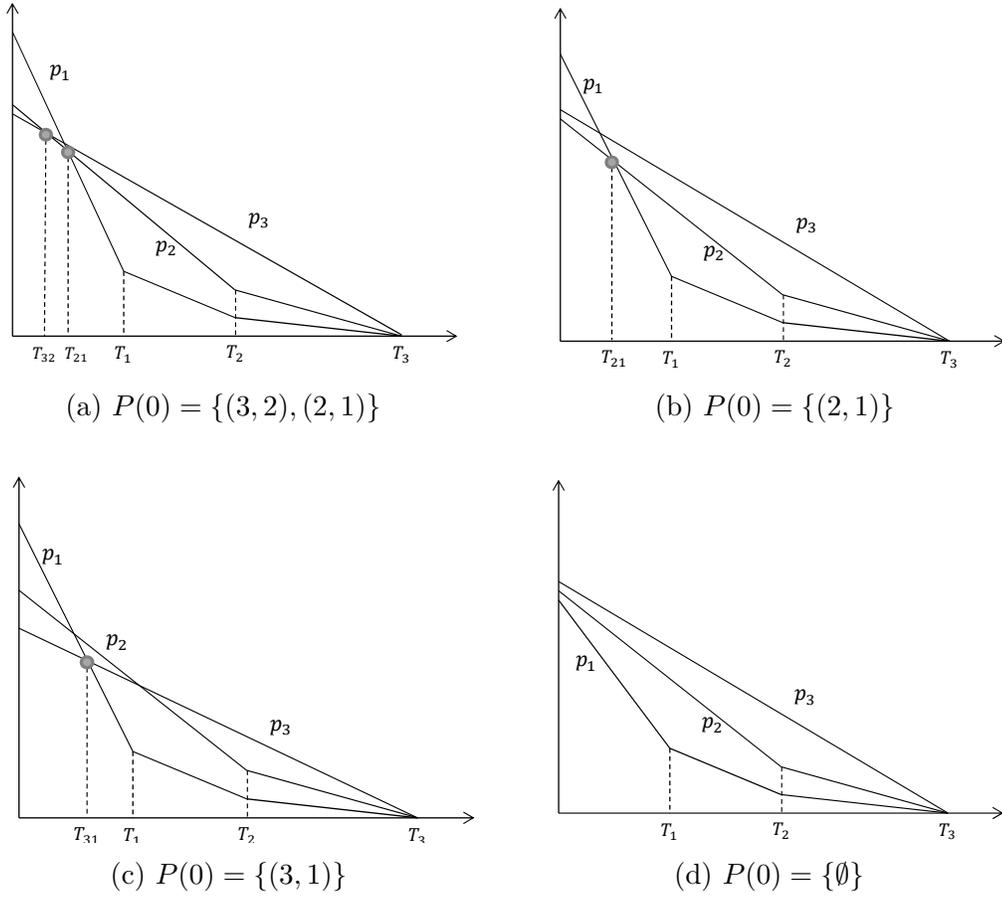 p₁
p₃
p₂
T₃₂ T₂₁ T₁ T₂ T₃
(a) P(0) = {(3, 2), (2, 1)}
p₁
p₃
p₂
T₂₁ T₁ T₂ T₃
(b) P(0) = {(2, 1)}
p₁
p₂
p₃
T₃₁ T₁ T₂ T₃
(c) P(0) = {(3, 1)}
p₁
p₃
p₂
T₁ T₂ T₃
(d) P(0) = {∅}